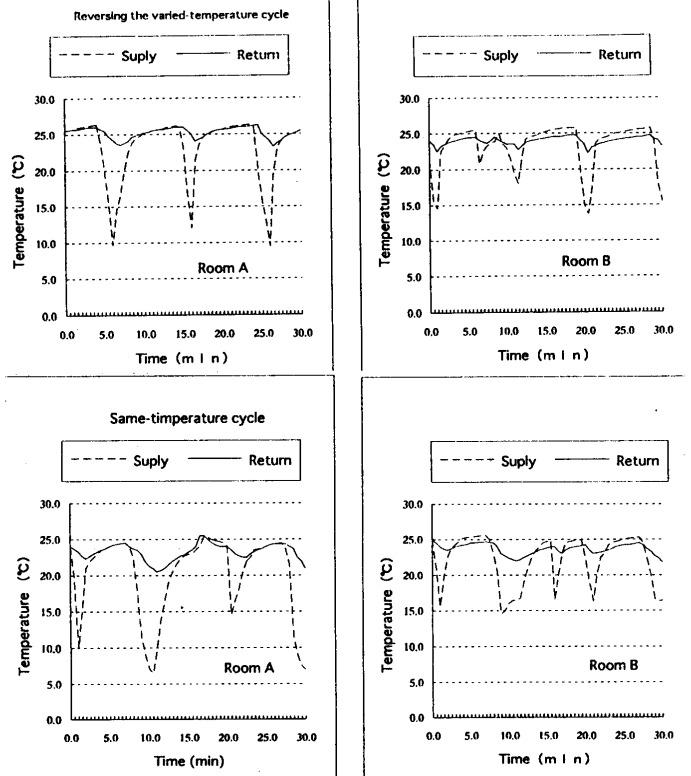 Reversing the varied-temperature cycle
Suply Return
Suply Return
30.0
25.0
20.0
15.0
10.0
5.0
0.0
Temperature (℃)
Room A
0.0 5.0 10.0 15.0 20.0 25.0 30.0
Time (m I n)
30.0
25.0
20.0
15.0
10.0
5.0
0.0
Temperature (℃)
Room B
0.0 5.0 10.0 15.0 20.0 25.0 30.0
Time (m I n)
Same-timperature cycle
Suply Return
Suply Return
30.0
25.0
20.0
15.0
10.0
5.0
0.0
Temperature (℃)
Room A
0.0 5.0 10.0 15.0 20.0 25.0 30.0
Time (min)
30.0
25.0
20.0
15.0
10.0
5.0
0.0
Temperature (℃)
Room B
0.0 5.0 10.0 15.0 20.0 25.0 30.0
Time (m I n)